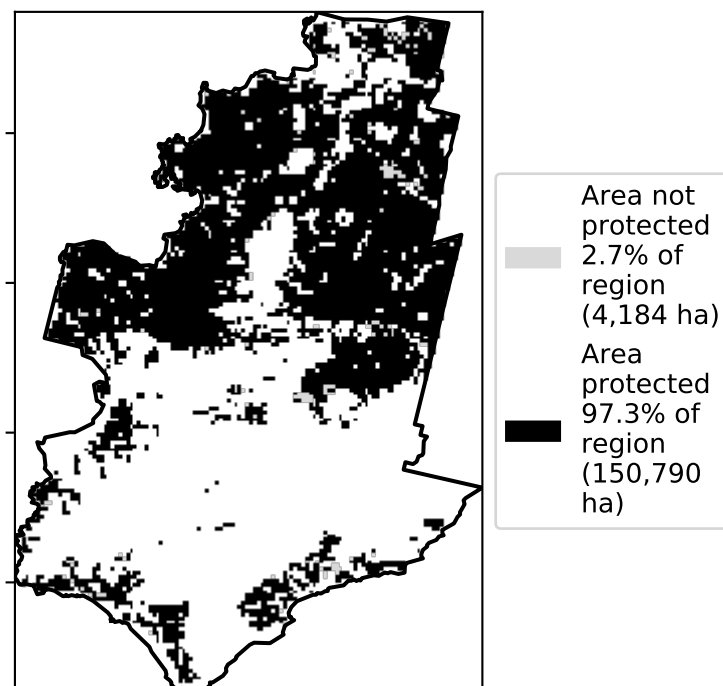 Area not
protected
2.7% of
region
(4,184 ha)
Area
protected
97.3% of
region
(150,790
ha)